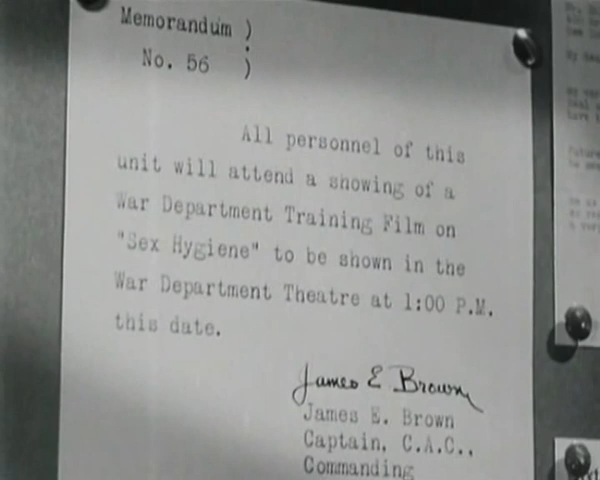 Memorandum )
:
No. 56 )
All personnel of this
unit will attend a showing of a
War Department Training Film on
"Sex Hygiene" to be shown in the
War Department Theatre at 1:00 P.M.
this date.
James E Brown
James E. Brown
Captain, C.A.C.,
Commanding